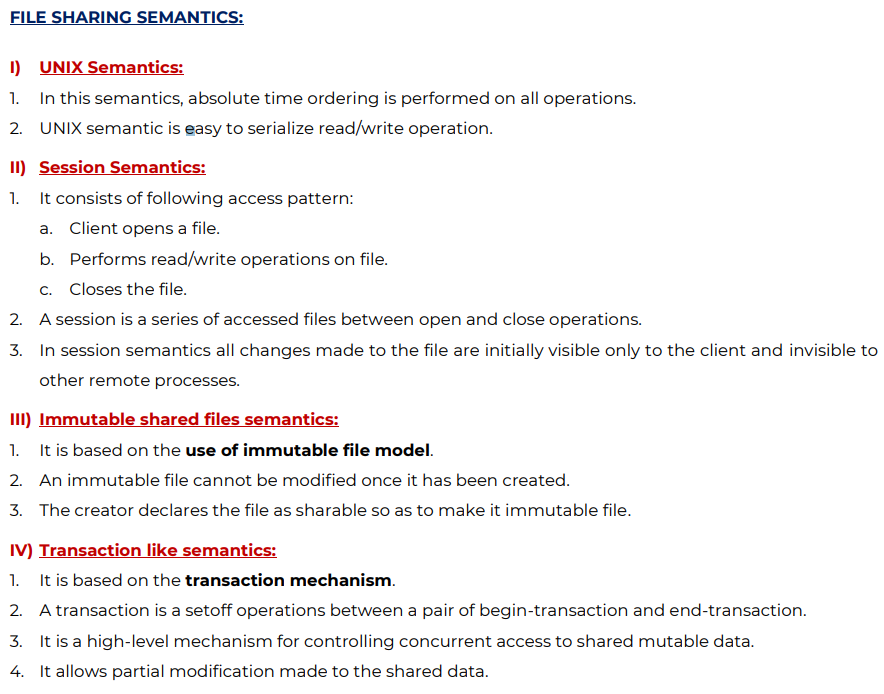 FILE SHARING SEMANTICS:
I) UNIX Semantics:
1. In this semantics, absolute time ordering is performed on all operations.
2. UNIX semantic is easy to serialize read/write operation.
II) Session Semantics:
1. It consists of following access pattern:
a. Client opens a file.
b. Performs read/write operations on file.
c. Closes the file.
2. A session is a series of accessed files between open and close operations.
3. In session semantics all changes made to the file are initially visible only to the client and invisible to
other remote processes.
III) Immutable shared files semantics:
1. It is based on the use of immutable file model.
2. An immutable file cannot be modified once it has been created.
3. The creator declares the file as sharable so as to make it immutable file.
IV) Transaction like semantics:
1. It is based on the transaction mechanism.
2. A transaction is a setoff operations between a pair of begin-transaction and end-transaction.
3. It is a high-level mechanism for controlling concurrent access to shared mutable data.
4. It allows partial modification made to the shared data.